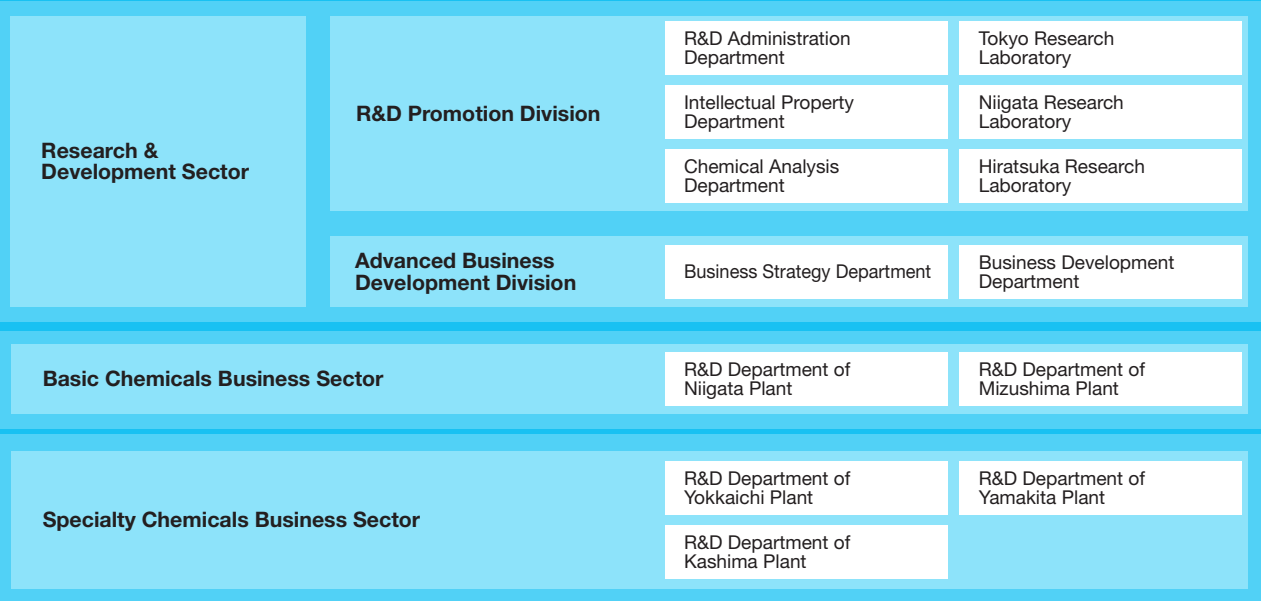 Research &
Development Sector
R&D Promotion Division
R&D Administration
Department
Tokyo Research
Laboratory
Intellectual Property
Department
Niigata Research
Laboratory
Chemical Analysis
Department
Hiratsuka Research
Laboratory
Advanced Business
Development Division
Business Strategy Department
Business Development
Department
Basic Chemicals Business Sector
R&D Department of
Niigata Plant
R&D Department of
Mizushima Plant
Specialty Chemicals Business Sector
R&D Department of
Yokkaichi Plant
R&D Department of
Yamakita Plant
R&D Department of
Kashima Plant